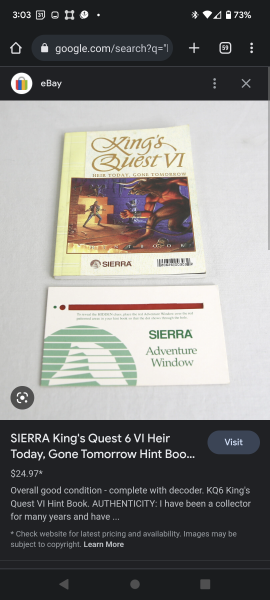 3:03
31
73%
google.com/search?q="l
59
eBay
King's
Quest VI
HEIR TODAY, GONE TOMORROW
HINT BOOK
SIERRA
SIERRA
Adventure
Window
SIERRA King's Quest 6 VI Heir
Today, Gone Tomorrow Hint Boo...
Visit
$24.97*
Overall good condition - complete with decoder. KQ6 King's
Quest VI Hint Book. AUTHENTICITY: I have been a collector
for many years and have ...
* Check website for latest pricing and availability. Images may be
subject to copyright. Learn More